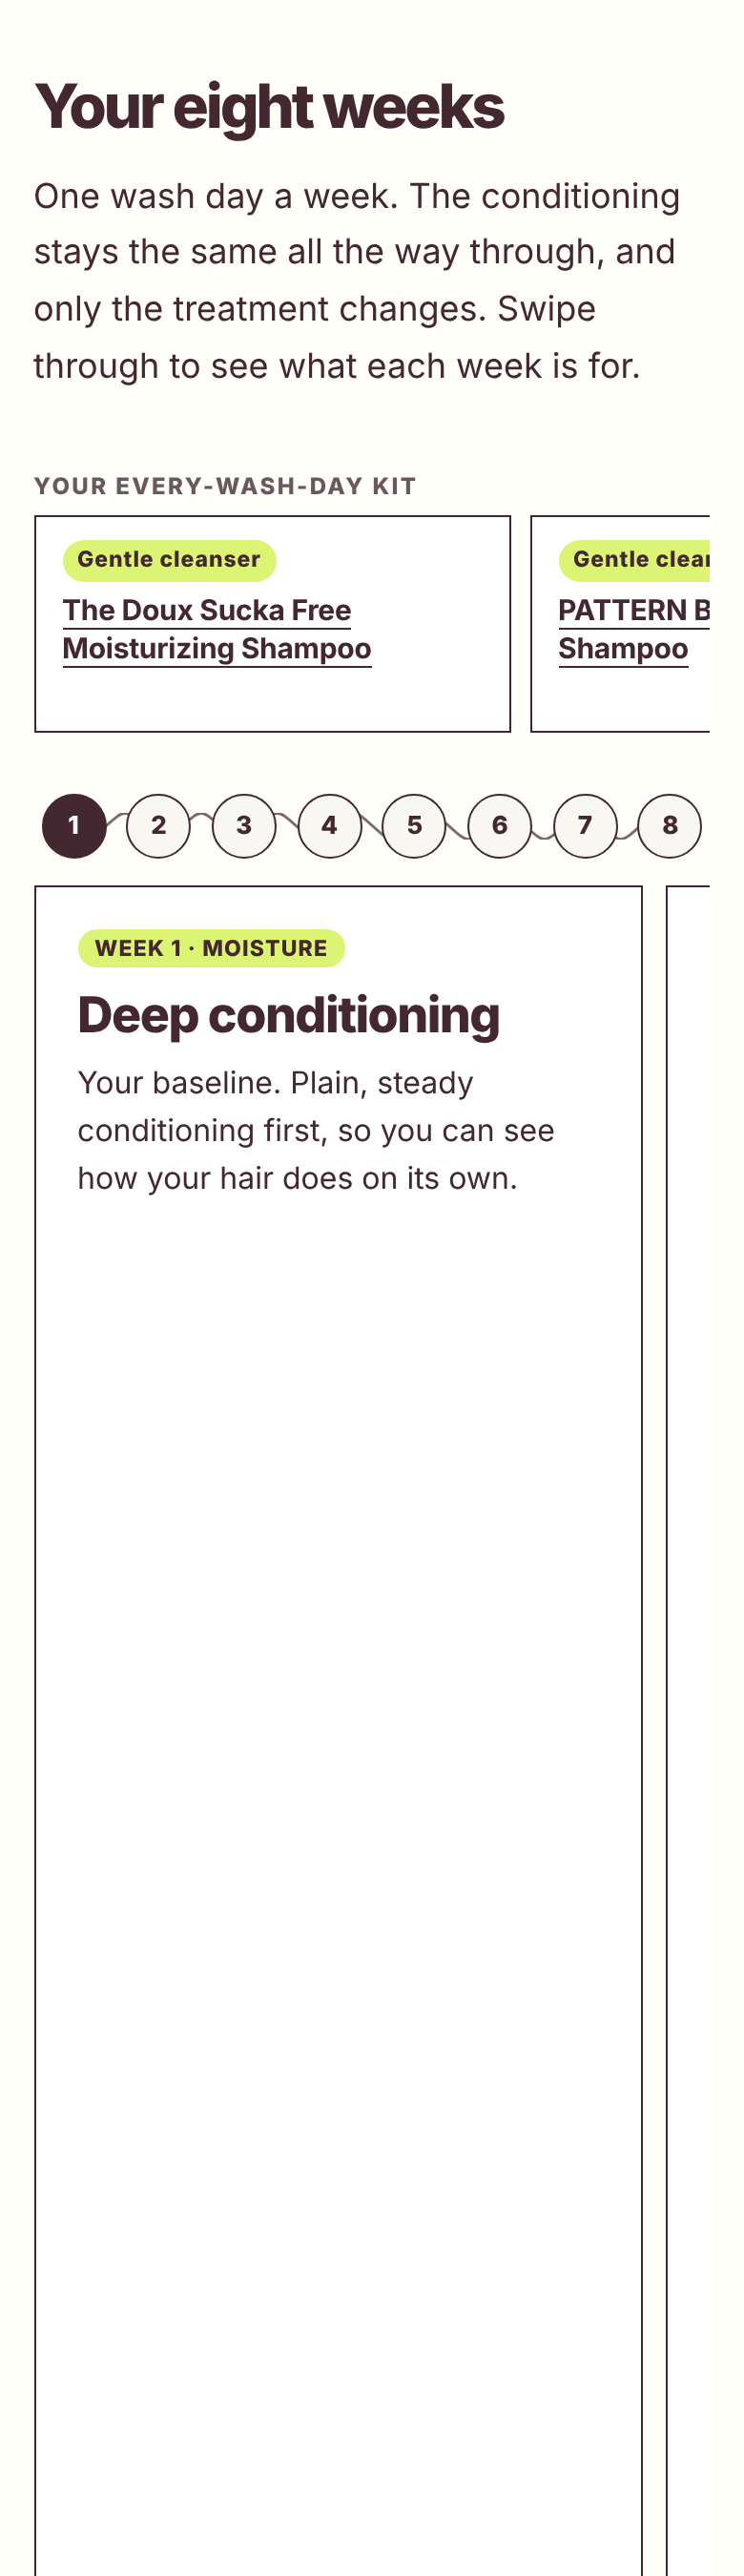 Your eight weeks
One wash day a week. The conditioning
stays the same all the way through, and
only the treatment changes. Swipe
through to see what each week is for.
YOUR EVERY-WASH-DAY KIT
Gentle cleanser
The Doux Sucka Free
Moisturizing Shampoo
Gentle
PATTERN
Shampoo
1 2 3 4 5 6 7 8
WEEK 1 · MOISTURE
Deep conditioning
Your baseline. Plain, steady
conditioning first, so you can see
how your hair does on its own.